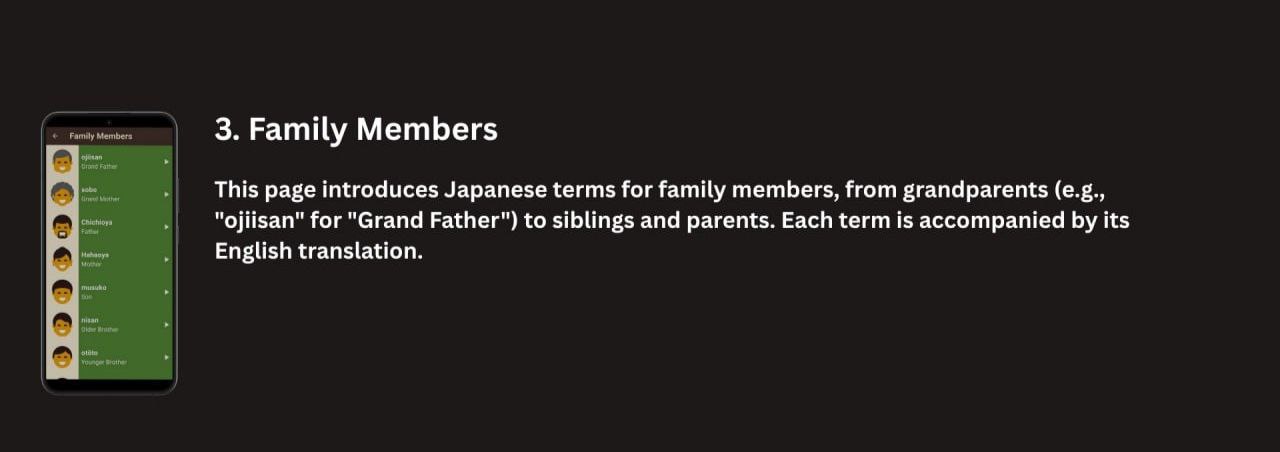 Family Members
ojiisan
Grand Father
sobo
Grand Mother
Chichioya
Father
Hahaoya
Mother
musuko
Son
nisan
Older Brother
otōto
Younger Brother
3. Family Members
This page introduces Japanese terms for family members, from grandparents (e.g.,
"ojiisan" for "Grand Father") to siblings and parents. Each term is accompanied by its
English translation.